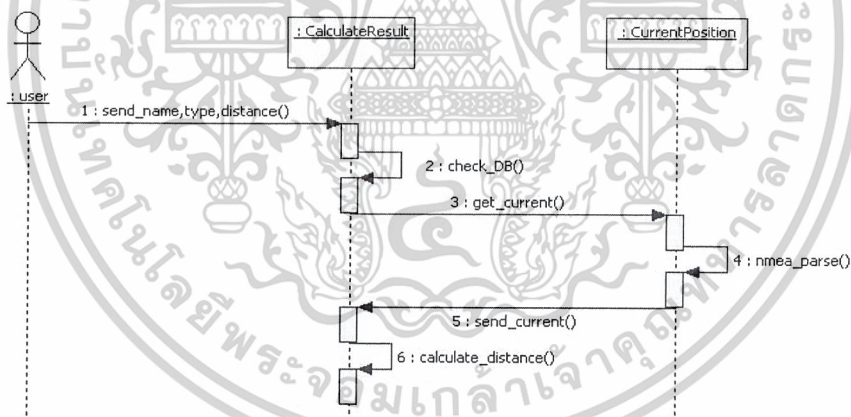 : CalculateResult
: CurrentPosition
: user
1 : send_name,type,distance()
2 : check_DB()
3 : get_current()
4 : nmea_parse()
5 : send_current()
6 : calculate_distance()